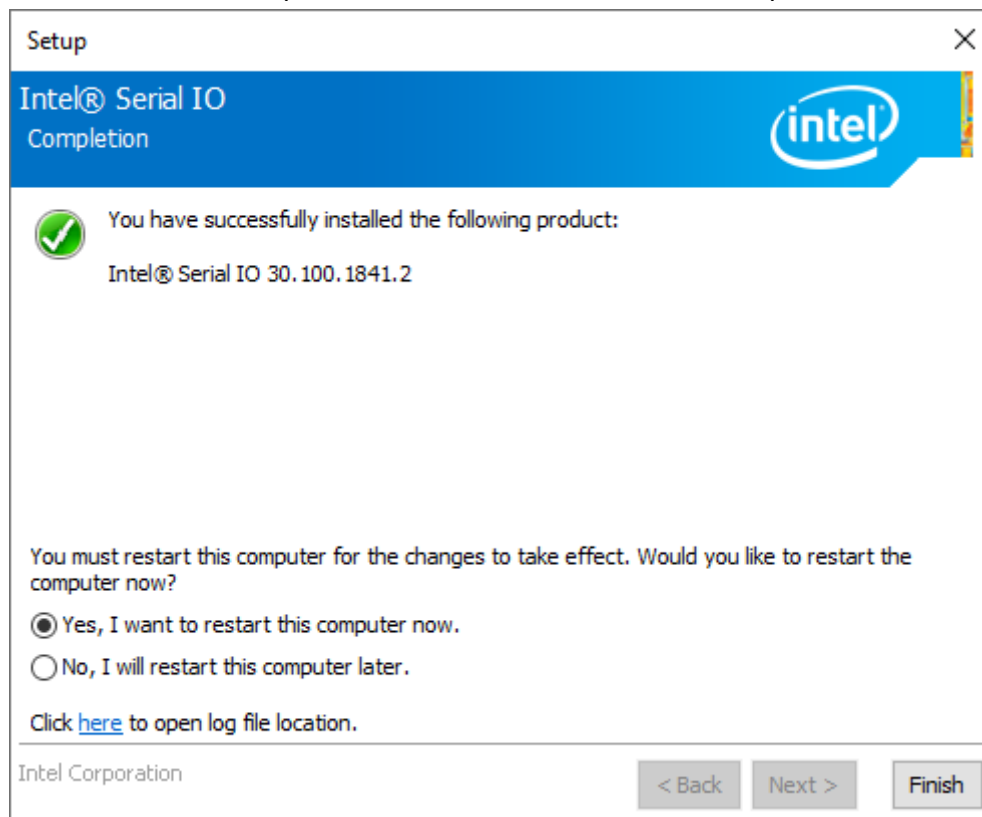 Setup
Intel® Serial IO
Completion
intel
You have successfully installed the following product:
Intel® Serial IO 30.100.1841.2
You must restart this computer for the changes to take effect. Would you like to restart the
computer now?
Yes, I want to restart this computer now.
No, I will restart this computer later.
Click here to open log file location.
Intel Corporation
< Back
Next >
Finish